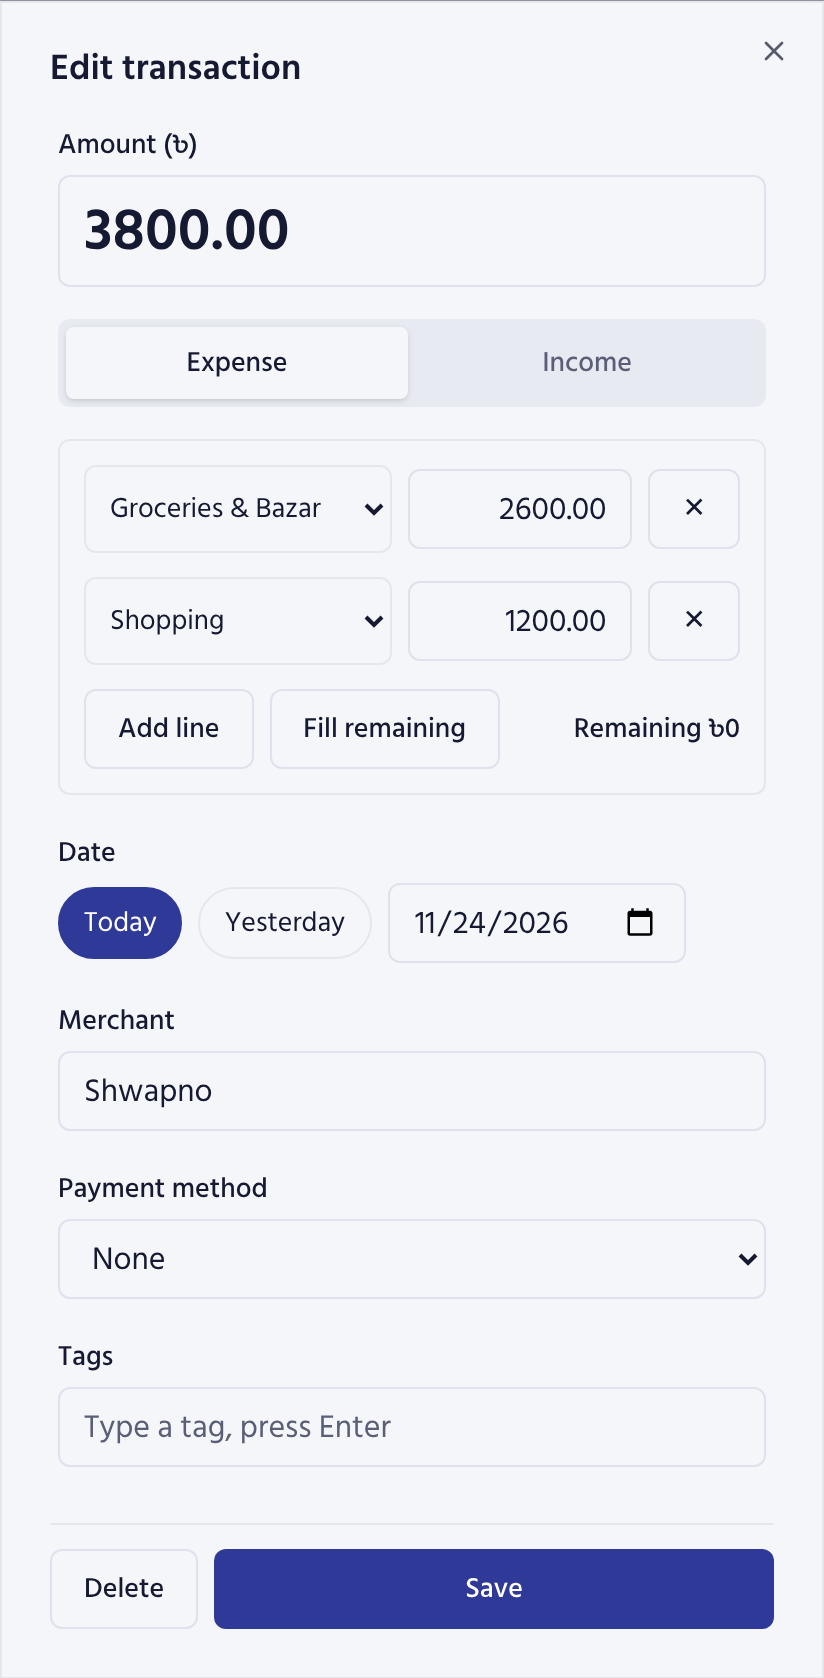 Edit transaction
Amount (৳)
3800.00
Expense Income
Groceries & Bazar 2600.00 ×
Shopping 1200.00 ×
Add line Fill remaining Remaining ৳0
Date
Today Yesterday 11/24/2026
Merchant
Shwapno
Payment method
None
Tags
Type a tag, press Enter
Delete Save